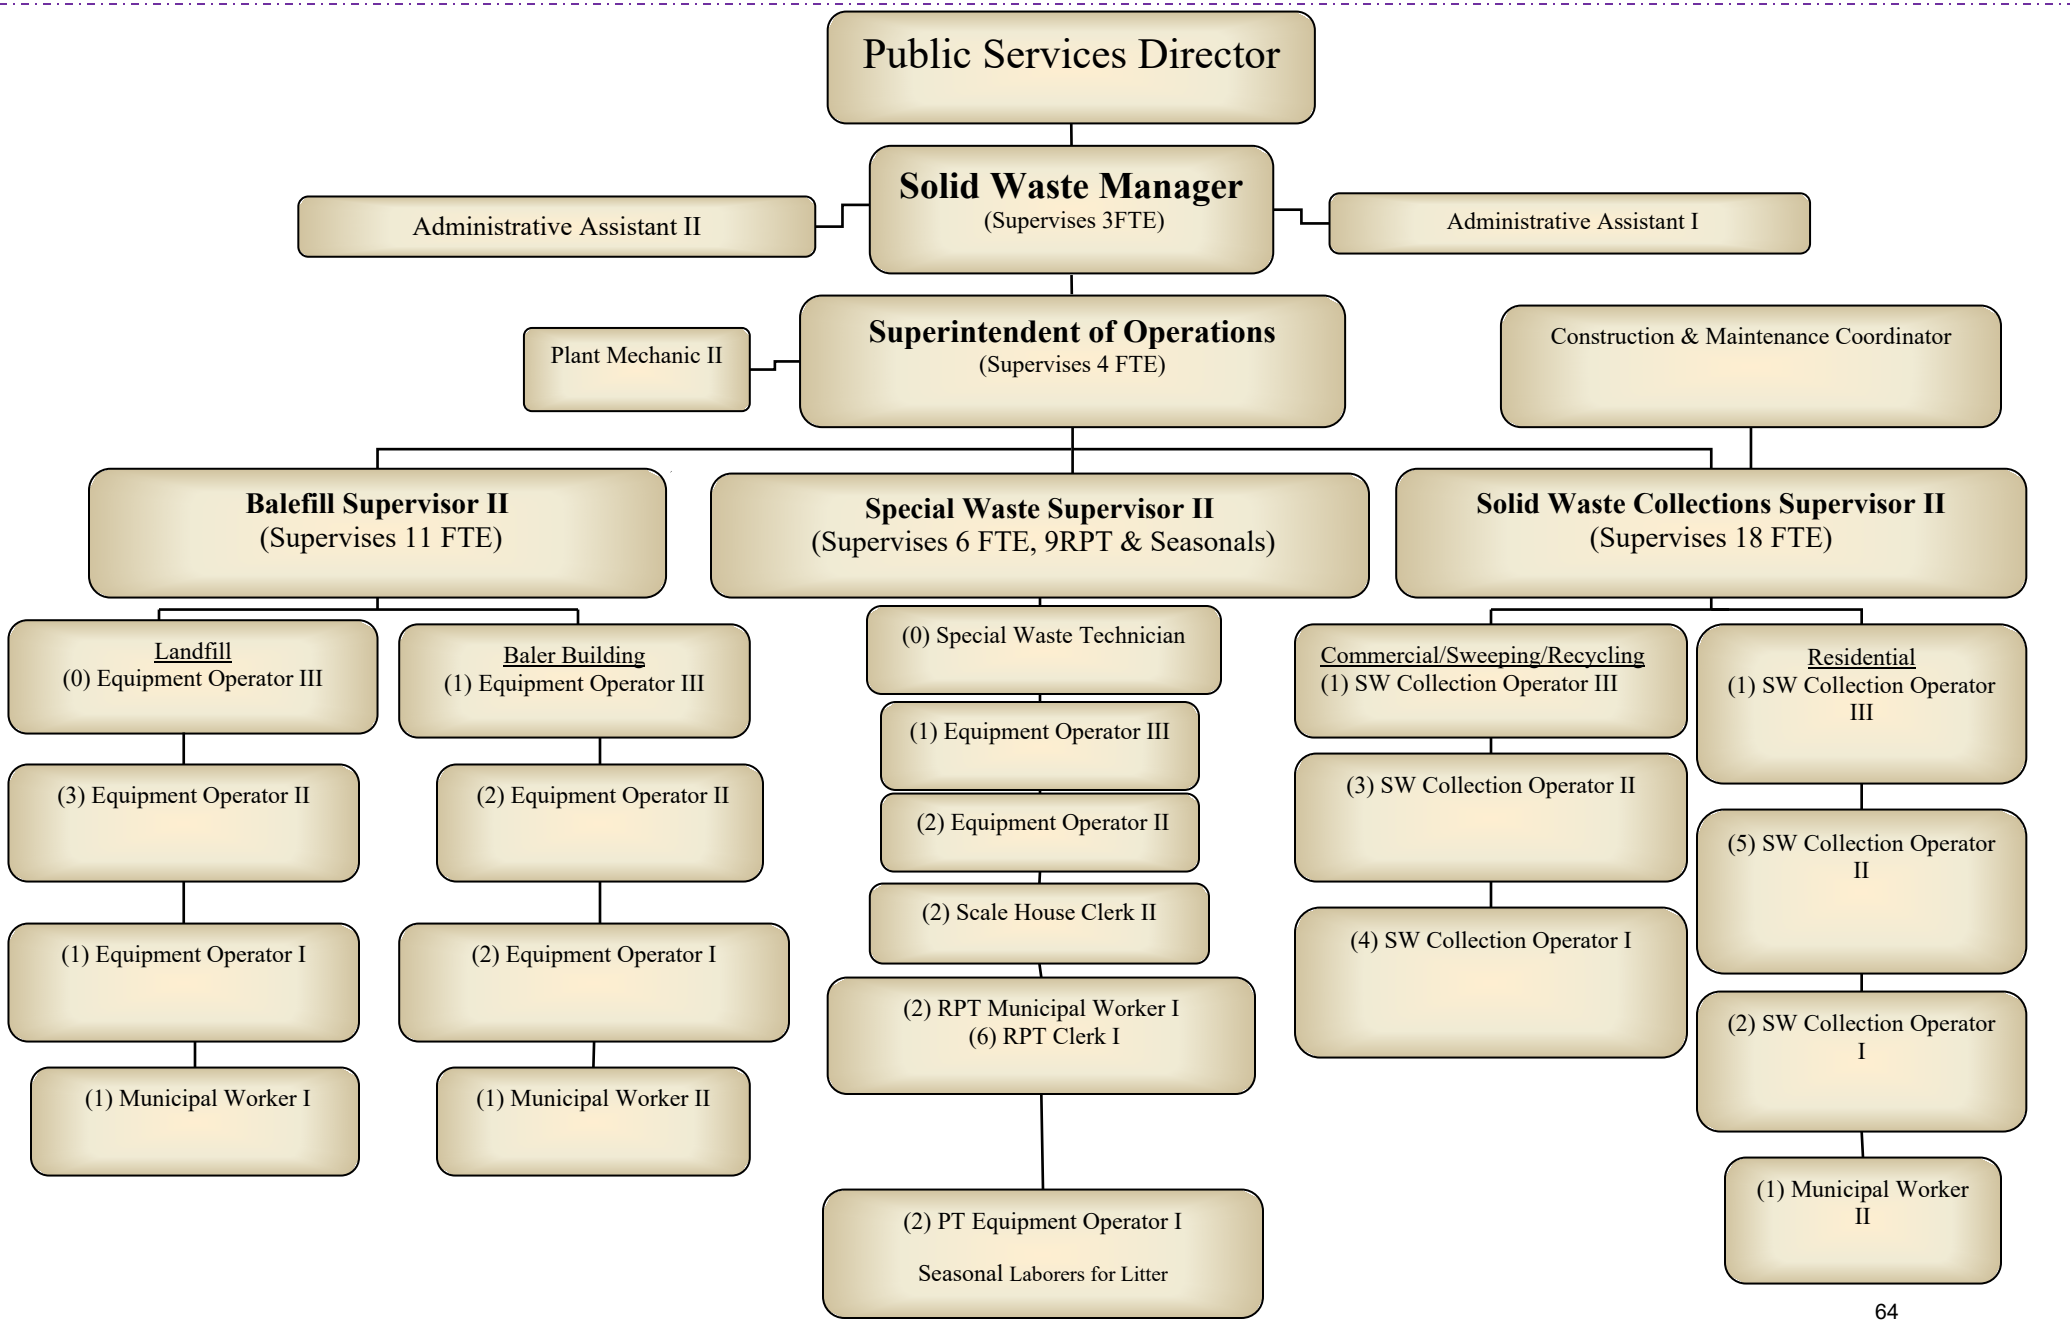 Public Services Director
Solid Waste Manager
(Supervises 3FTE)
Administrative Assistant II
Administrative Assistant I
Superintendent of Operations
(Supervises 4 FTE)
Plant Mechanic II
Construction & Maintenance Coordinator
Balefill Supervisor II
(Supervises 11 FTE)
Special Waste Supervisor II
(Supervises 6 FTE, 9RPT & Seasonals)
Solid Waste Collections Supervisor II
(Supervises 18 FTE)
Landfill
(0) Equipment Operator III
(3) Equipment Operator II
(1) Equipment Operator I
(1) Municipal Worker I
Baler Building
(1) Equipment Operator III
(2) Equipment Operator II
(2) Equipment Operator I
(1) Municipal Worker II
(0) Special Waste Technician
(1) Equipment Operator III
(2) Equipment Operator II
(2) Scale House Clerk II
(2) RPT Municipal Worker I
(6) RPT Clerk I
(2) PT Equipment Operator I
Seasonal Laborers for Litter
Commercial/Sweeping/Recycling
(1) SW Collection Operator III
(3) SW Collection Operator II
(4) SW Collection Operator I
Residential
(1) SW Collection Operator
III
(5) SW Collection Operator
II
(2) SW Collection Operator
I
(1) Municipal Worker
II
64